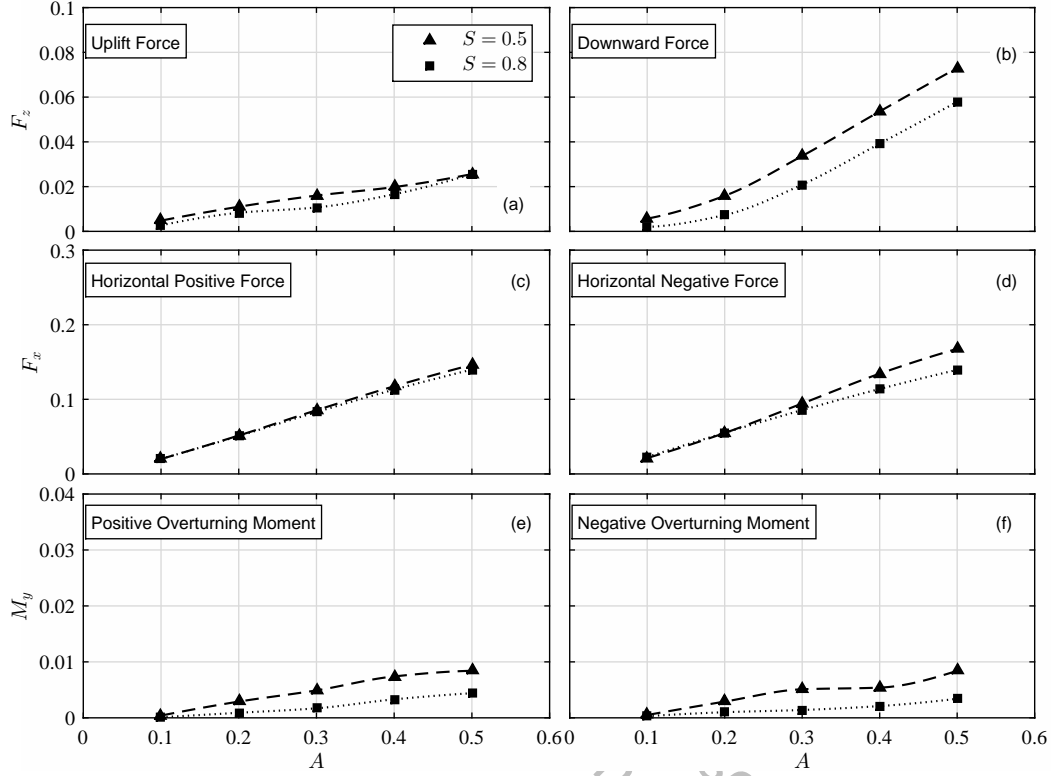 0.1
Uplift Force
S = 0.5
S = 0.8
0.08
0.06
F_z
0.04
0.02
0
(a)
Downward Force
(b)
0.3
Horizontal Positive Force
(c)
0.2
F_x
0.1
0
Horizontal Negative Force
(d)
0.04
Positive Overturning Moment
(e)
0.03
M_y
0.02
0.01
0
0 0.1 0.2 0.3 0.4 0.5 0.6
A
Negative Overturning Moment
(f)
0 0.1 0.2 0.3 0.4 0.5 0.6
A